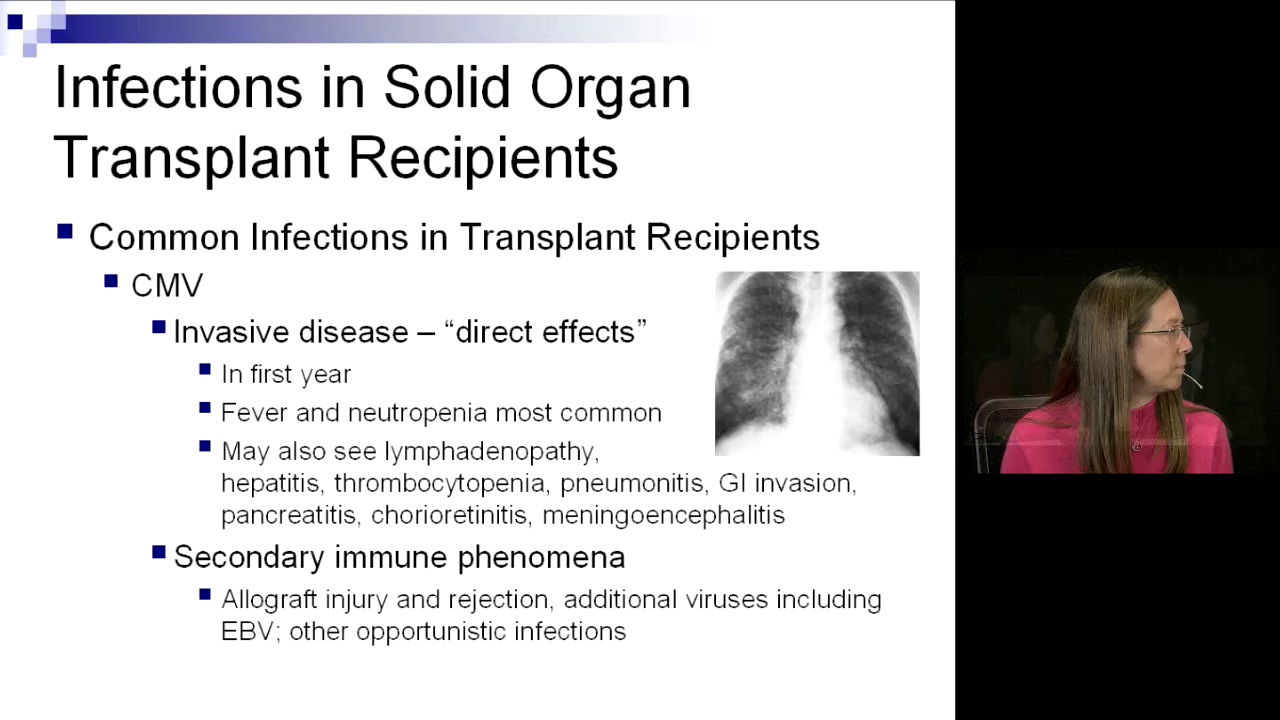 Infections in Solid Organ
Transplant Recipients
Common Infections in Transplant Recipients
CMV
Invasive disease – “direct effects”
In first year
Fever and neutropenia most common
May also see lymphadenopathy,
hepatitis, thrombocytopenia, pneumonitis, GI invasion,
pancreatitis, chorioretinitis, meningoencephalitis
Secondary immune phenomena
Allograft injury and rejection, additional viruses including
EBV; other opportunistic infections